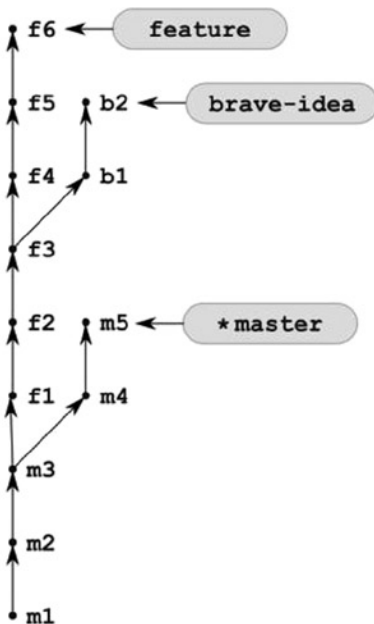 f6 feature
f5 b2 brave-idea
f4 b1
f3
f2 m5 *master
f1 m4
m3
m2
m1